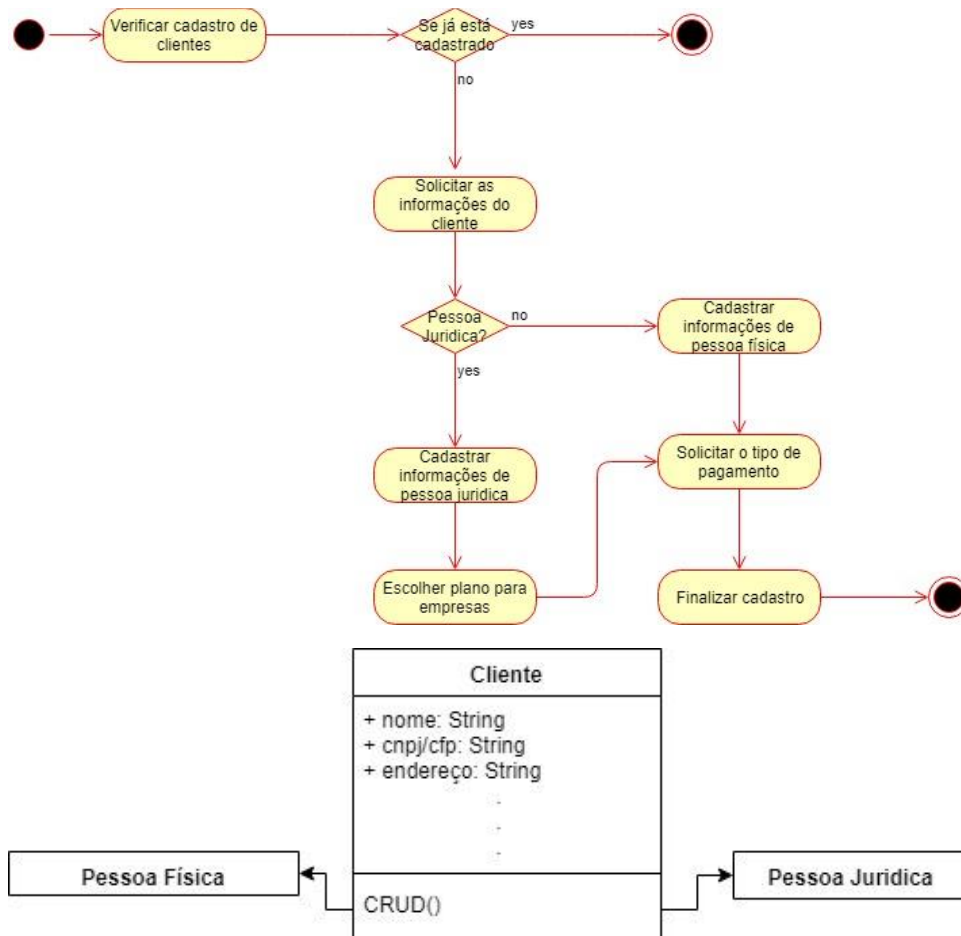 Verificar cadastro de
clientes
Se já está
cadastrado
yes
no
Solicitar as
informações do
cliente
Pessoa
Juridica?
no
yes
Cadastrar
informações de
pessoa física
Cadastrar
informações de
pessoa juridica
Solicitar o tipo de
pagamento
Escolher plano para
empresas
Finalizar cadastro
Cliente
+ nome: String
+ cnpj/cfp: String
+ endereço: String
.
.
.
Pessoa Física
CRUD()
Pessoa Juridica